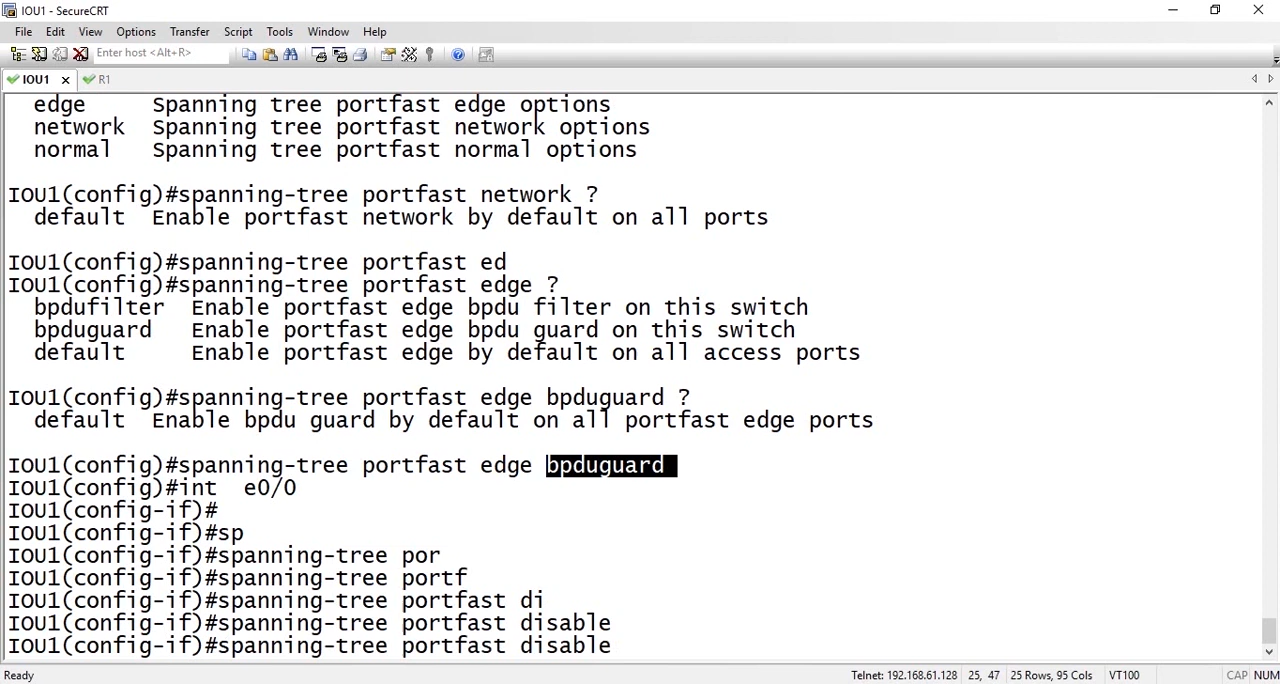 IOU1 - SecureCRT
File Edit View Options Transfer Script Tools Window Help
Enter host <Alt+R>
IOU1 R1
edge Spanning tree portfast edge options
network Spanning tree portfast network options
normal Spanning tree portfast normal options
IOU1(config)#spanning-tree portfast network ?
default Enable portfast network by default on all ports
IOU1(config)#spanning-tree portfast ed
IOU1(config)#spanning-tree portfast edge ?
bpdufilter Enable portfast edge bpdu filter on this switch
bpduguard Enable portfast edge bpdu guard on this switch
default Enable portfast edge by default on all access ports
IOU1(config)#spanning-tree portfast edge bpduguard ?
default Enable bpdu guard by default on all portfast edge ports
IOU1(config)#spanning-tree portfast edge bpduguard
IOU1(config)#int e0/0
IOU1(config-if)#
IOU1(config-if)#sp
IOU1(config-if)#spanning-tree por
IOU1(config-if)#spanning-tree portf
IOU1(config-if)#spanning-tree portfast di
IOU1(config-if)#spanning-tree portfast disable
IOU1(config-if)#spanning-tree portfast disable
Ready Telnet: 192.168.61.128 25, 47 25 Rows, 95 Cols VT100 CAP NUM